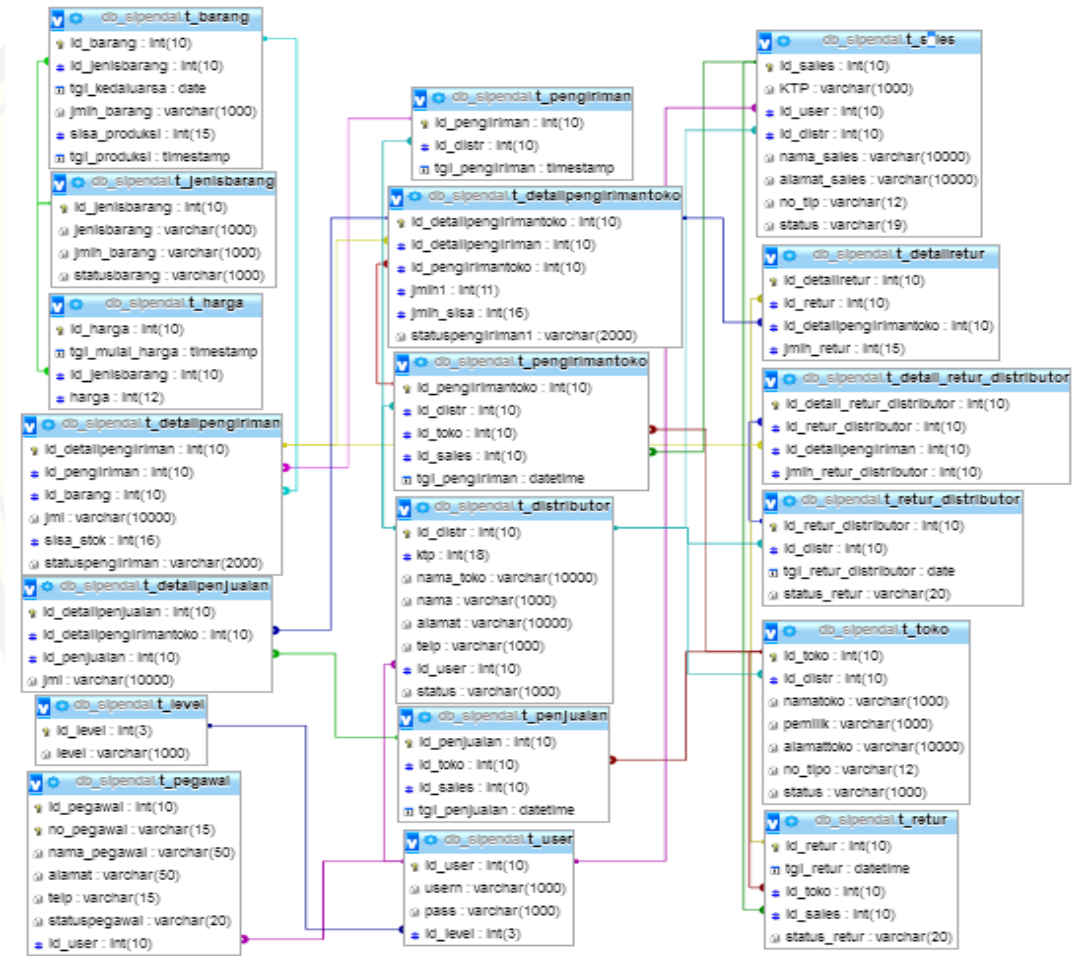 db_sipendal.t_barang
id_barang : int(10)
id_jenisbarang : int(10)
tgl_kedaluarsa : date
jmlh_barang : varchar(1000)
sisa_produksi : int(15)
tgl_produksi : timestamp
db_sipendal.t_jenisbarang
id_jenisbarang : int(10)
jenisbarang : varchar(1000)
jmlh_barang : varchar(1000)
statusbarang : varchar(1000)
db_sipendal.t_harga
id_harga : int(10)
tgl_mulai_harga : timestamp
id_jenisbarang : int(10)
harga : int(12)
db_sipendal.t_detailpengiriman
id_detailpengiriman : int(10)
id_pengiriman : int(10)
id_barang : int(10)
jml : varchar(10000)
sisa_stok : int(16)
statuspengiriman : varchar(2000)
db_sipendal.t_detailpenjualan
id_detailpenjualan : int(10)
id_detailpengirimantoko : int(10)
id_penjualan : int(10)
jml : varchar(10000)
db_sipendal.t_level
id_level : int(3)
level : varchar(1000)
db_sipendal.t_pegawai
id_pegawai : int(10)
no_pegawai : varchar(15)
nama_pegawai : varchar(50)
alamat : varchar(50)
telp : varchar(15)
statuspegawai : varchar(20)
id_user : int(10)
db_sipendal.t_pengiriman
id_pengiriman : int(10)
id_distr : int(10)
tgl_pengiriman : timestamp
db_sipendal.t_detailpengirimantoko
id_detailpengirimantoko : int(10)
id_detailpengiriman : int(10)
id_pengirimantoko : int(10)
jmlh1 : int(11)
jmlh_sisa : int(16)
statuspengiriman1 : varchar(2000)
db_sipendal.t_pengirimantoko
id_pengirimantoko : int(10)
id_distr : int(10)
id_toko : int(10)
id_sales : int(10)
tgl_pengiriman : datetime
db_sipendal.t_distributor
id_distr : int(10)
ktp : int(18)
nama_toko : varchar(10000)
nama : varchar(1000)
alamat : varchar(10000)
telp : varchar(1000)
id_user : int(10)
status : varchar(1000)
db_sipendal.t_penjualan
id_penjualan : int(10)
id_toko : int(10)
id_sales : int(10)
tgl_penjualan : datetime
db_sipendal.t_user
id_user : int(10)
usern : varchar(1000)
pass : varchar(1000)
id_level : int(3)
db_sipendal.t_sales
id_sales : int(10)
KTP : varchar(1000)
id_user : int(10)
id_distr : int(10)
nama_sales : varchar(10000)
alamat_sales : varchar(10000)
no_tlp : varchar(12)
status : varchar(19)
db_sipendal.t_detailretur
id_detailretur : int(10)
id_retur : int(10)
id_detailpengirimantoko : int(10)
jmlh_retur : int(15)
db_sipendal.t_detail_retur_distributor
id_detail_retur_distributor : int(10)
id_retur_distributor : int(10)
id_detailpengiriman : int(10)
jmlh_retur_distributor : int(10)
db_sipendal.t_retur_distributor
id_retur_distributor : int(10)
id_distr : int(10)
tgl_retur_distributor : date
status_retur : varchar(20)
db_sipendal.t_toko
id_toko : int(10)
id_distr : int(10)
namatoko : varchar(1000)
pemilik : varchar(1000)
alamattoko : varchar(10000)
no_tlpo : varchar(12)
status : varchar(1000)
db_sipendal.t_retur
id_retur : int(10)
tgl_retur : datetime
id_toko : int(10)
id_sales : int(10)
status_retur : varchar(20)